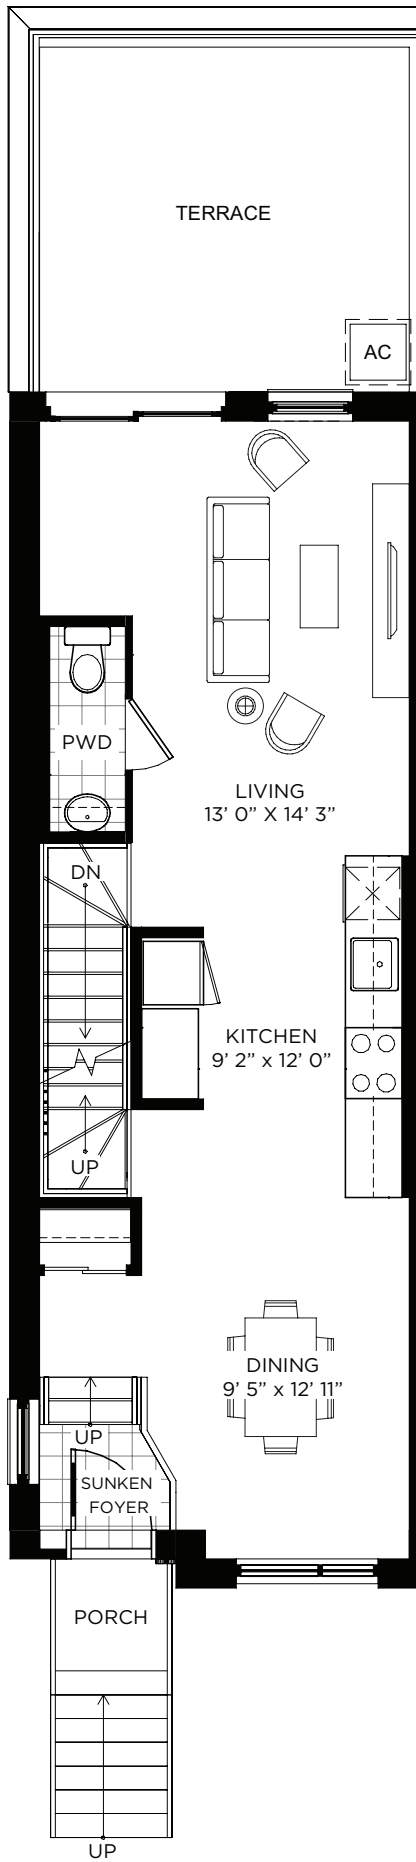 TERRACE
AC
PWD
LIVING
13’ 0” X 14’ 3”
DN
KITCHEN
9’ 2” x 12’ 0”
UP
DINING
9’ 5” x 12’ 11”
UP
SUNKEN
FOYER
PORCH
UP